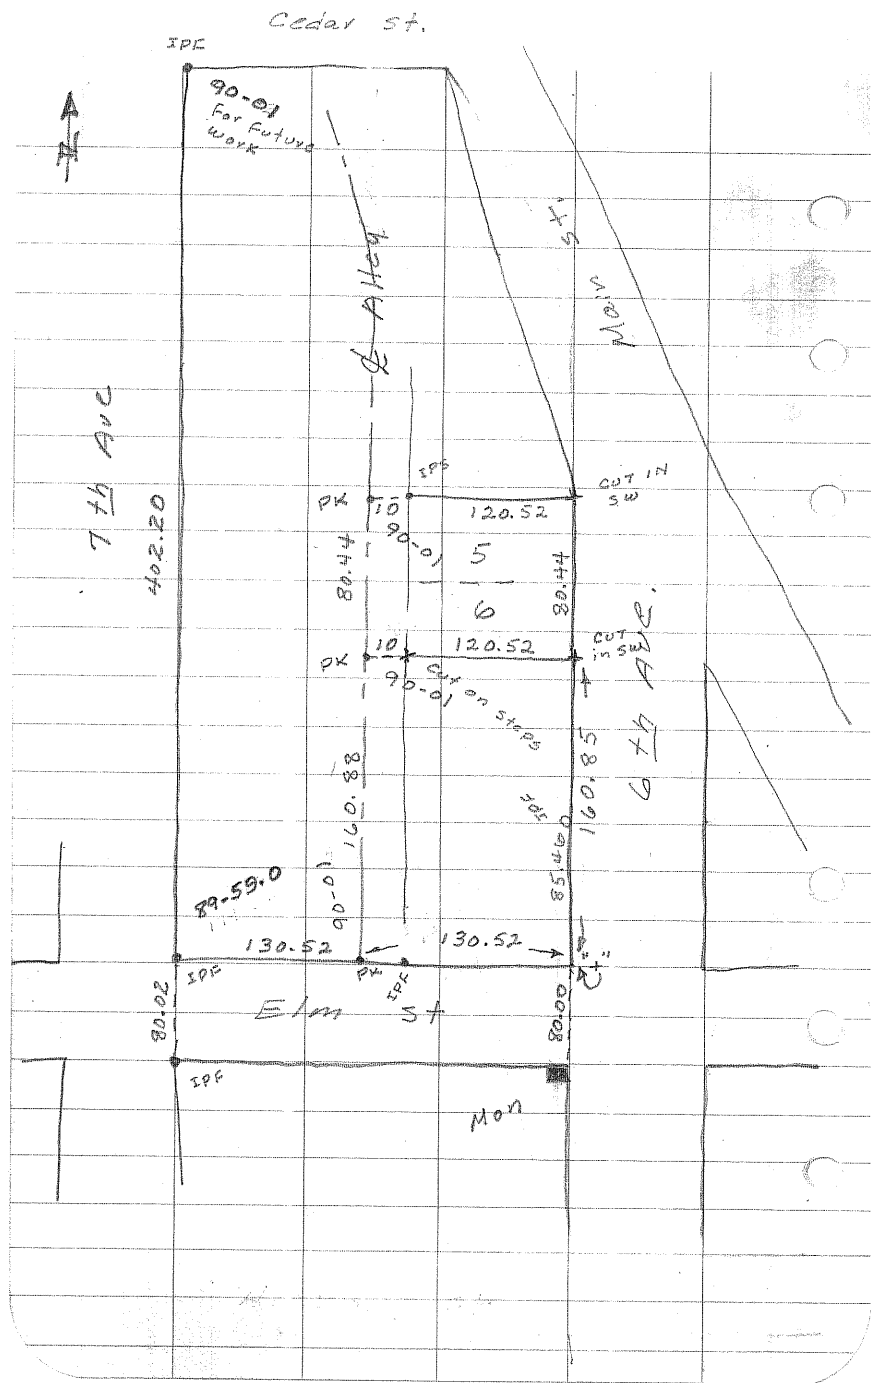 Cedar St.
IPF
90-01
For Future
Work
N
℄ Alley
St.
Main
7th Ave
402.20
PK
10
IPS
120.52
CUT IN
SW
90-01
5
6
80.44
80.44
PK
10
120.52
CUT
in SW
90-01
Cut on steps
6th AVE.
160.88
160.85
IPF
85.460
90-01
89-59.0
130.52
130.52
IPF
PK
IPF
"+"
80.02
Elm St
80.00
IPF
Mon